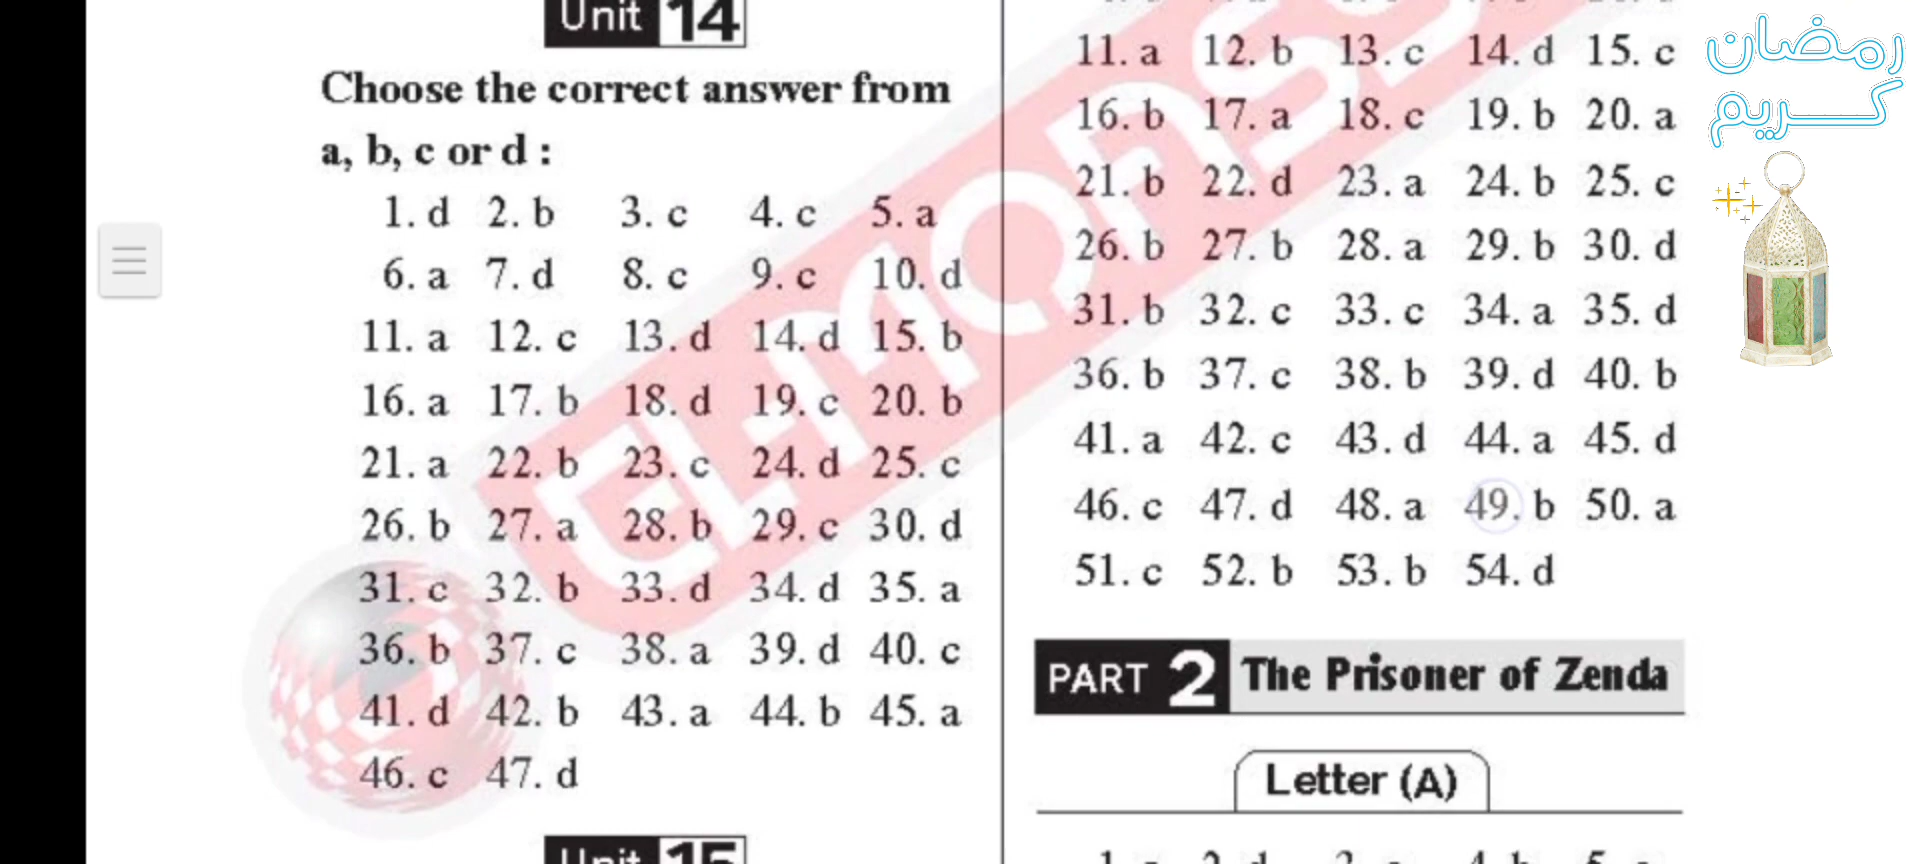 Unit 14
Choose the correct answer from
a, b, c or d :
1. d 2. b 3. c 4. c 5. a
6. a 7. d 8. c 9. c 10. d
11. a 12. c 13. d 14. d 15. b
16. a 17. b 18. d 19. c 20. b
21. a 22. b 23. c 24. d 25. c
26. b 27. a 28. b 29. c 30. d
31. c 32. b 33. d 34. d 35. a
36. b 37. c 38. a 39. d 40. c
41. d 42. b 43. a 44. b 45. a
46. c 47. d
Unit 15
11. a 12. b 13. c 14. d 15. c
16. b 17. a 18. c 19. b 20. a
21. b 22. d 23. a 24. b 25. c
26. b 27. b 28. a 29. b 30. d
31. b 32. c 33. c 34. a 35. d
36. b 37. c 38. b 39. d 40. b
41. a 42. c 43. d 44. a 45. d
46. c 47. d 48. a 49. b 50. a
51. c 52. b 53. b 54. d
PART 2 The Prisoner of Zenda
Letter (A)
EL-MOASSER
رمضان
كريم